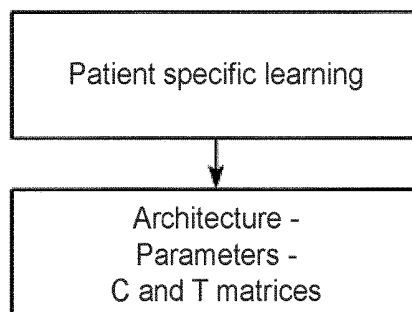 Patient specific learning
Architecture -
Parameters -
C and T matrices